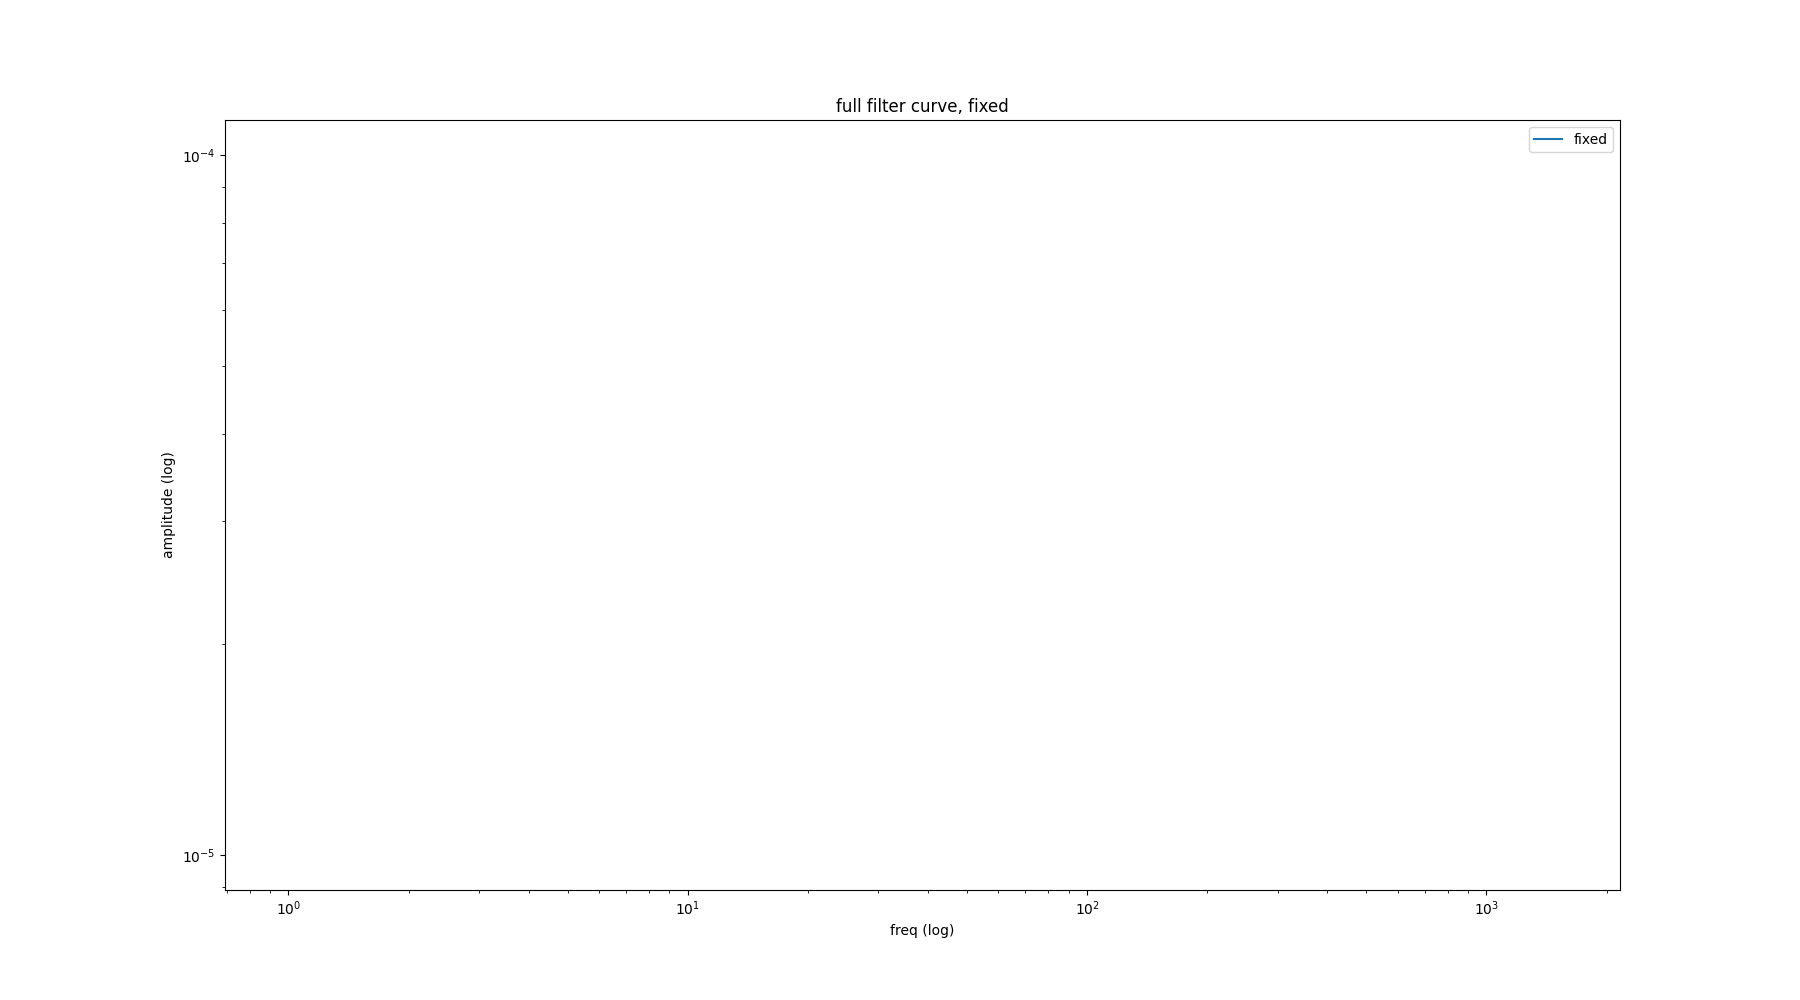 full filter curve, fixed
fixed
10⁻⁴
amplitude (log)
10⁻⁵
10⁰
10¹
10²
10³
freq (log)